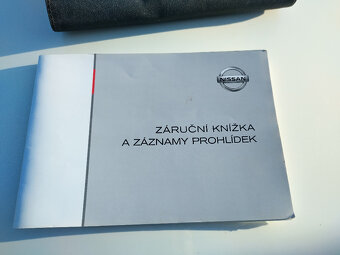 NISSAN
ZÁRUČNÍ KNÍŽKA
A ZÁZNAMY PROHLÍDEK